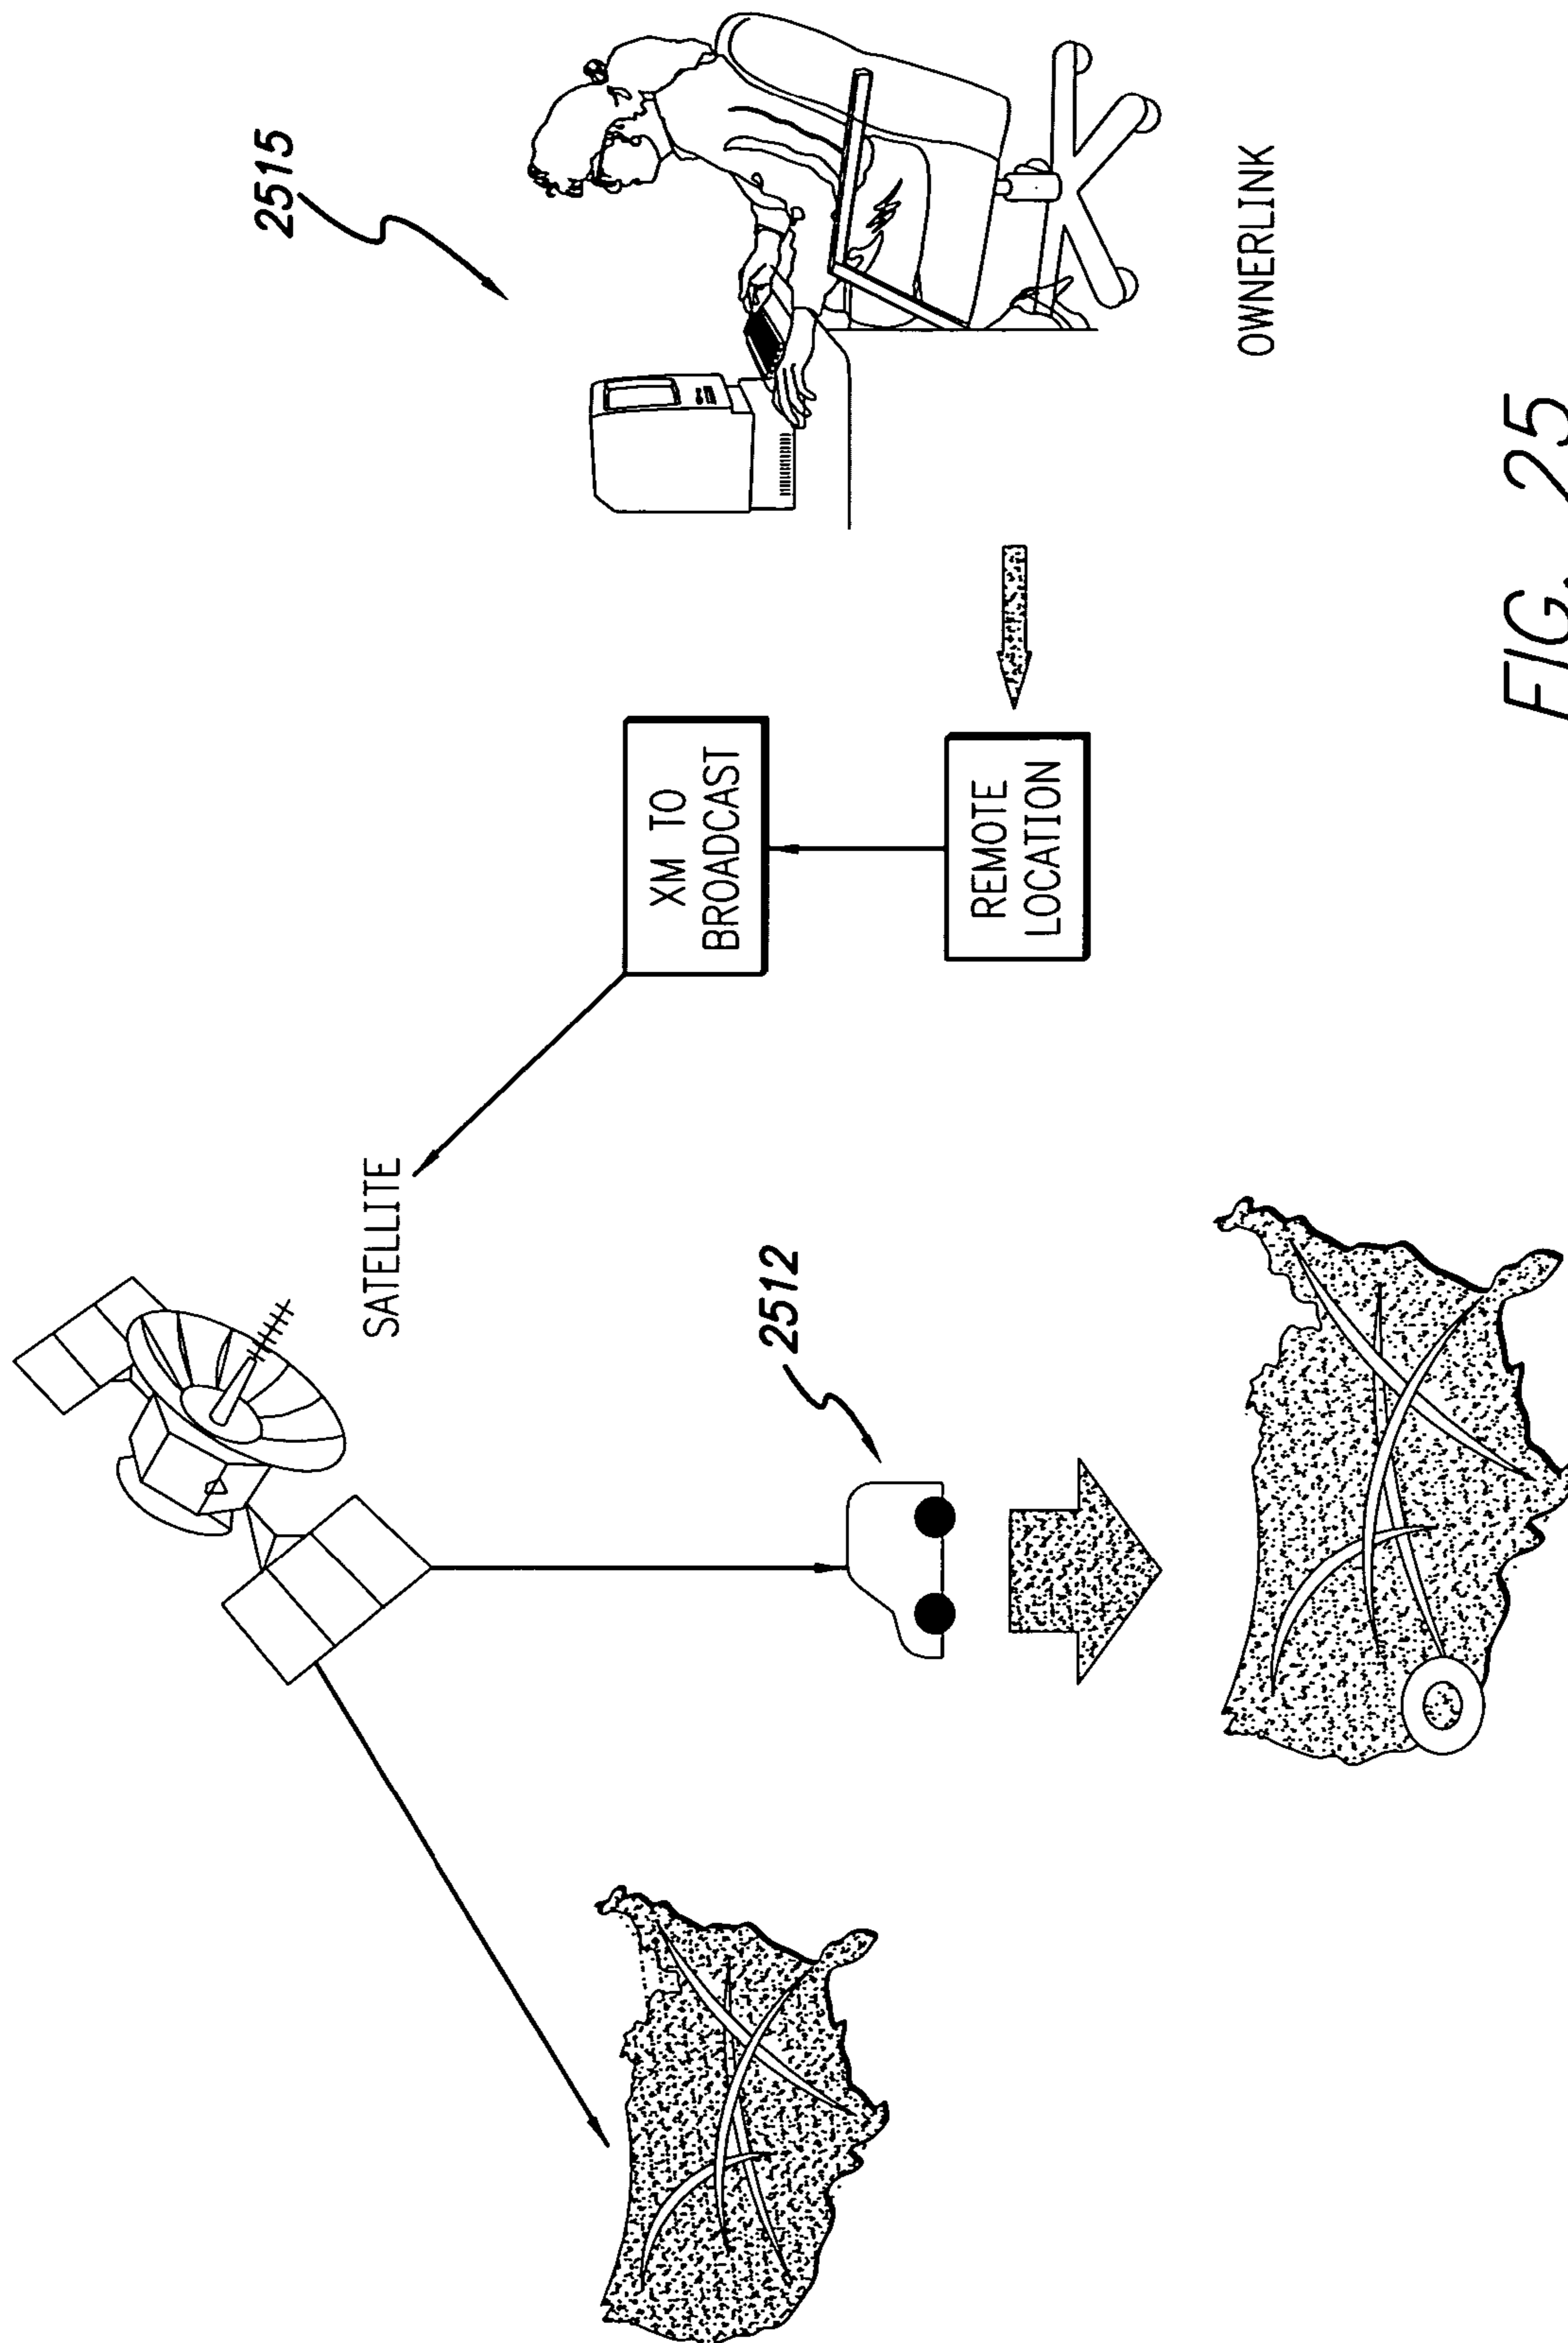 2515
SATELLITE
XM TO
BROADCAST
2512
REMOTE
LOCATION
OWNERLINK
FIG. 25